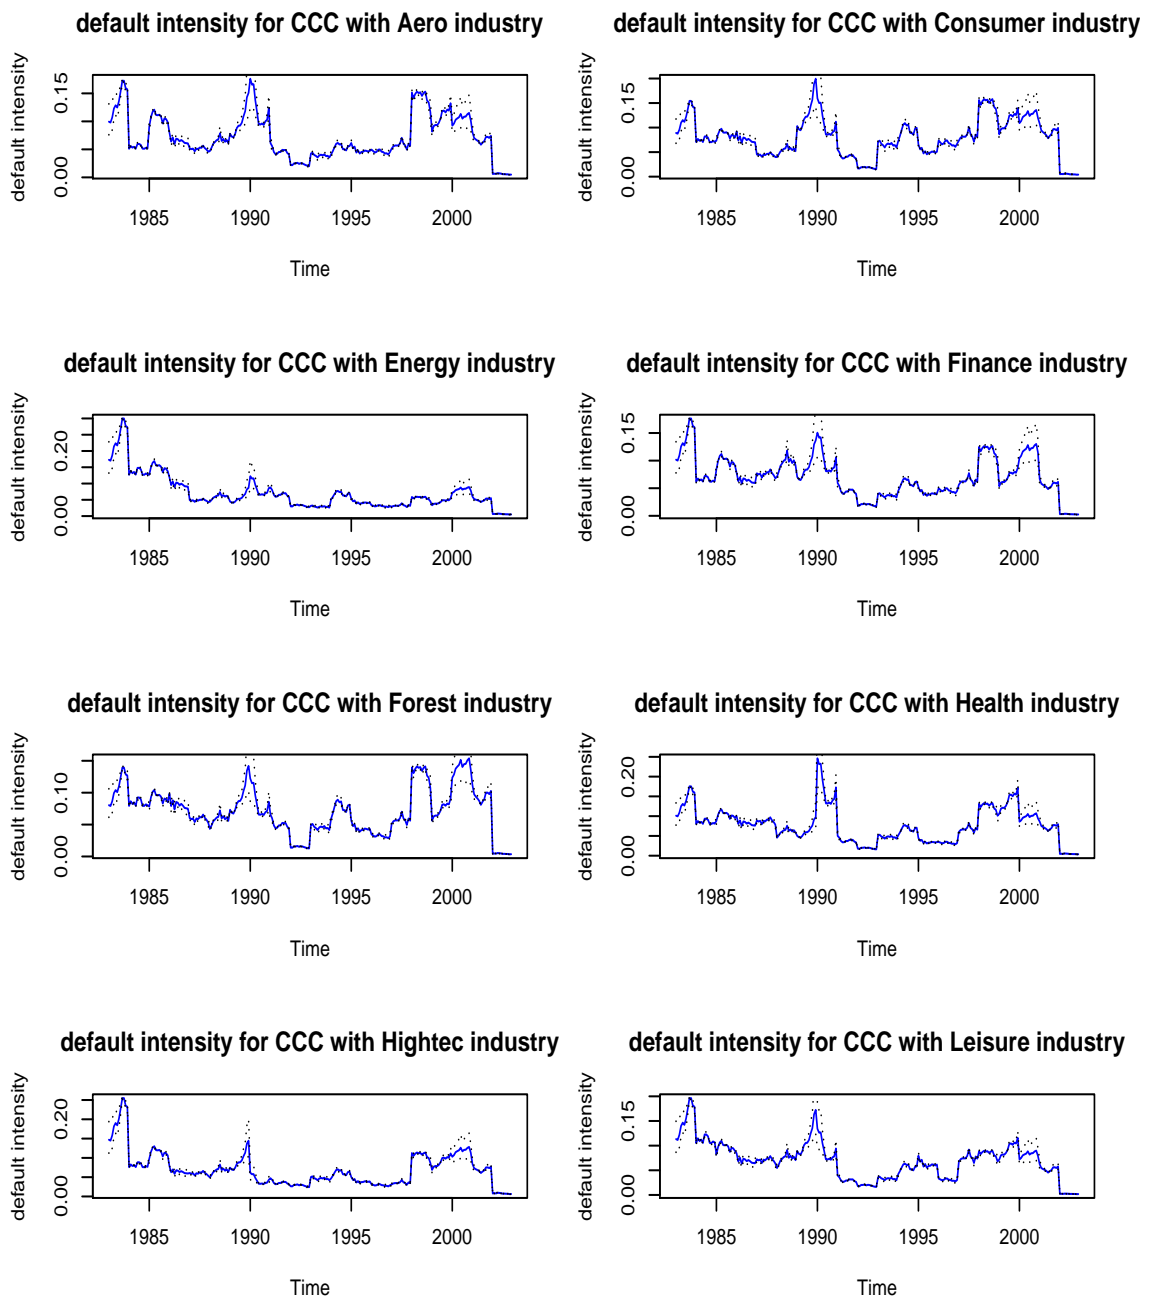 default intensity for CCC with Aero industry
default intensity
0.00 0.15
1985 1990 1995 2000
Time
default intensity for CCC with Consumer industry
default intensity
0.00 0.15
1985 1990 1995 2000
Time
default intensity for CCC with Energy industry
default intensity
0.00 0.20
1985 1990 1995 2000
Time
default intensity for CCC with Finance industry
default intensity
0.00 0.15
1985 1990 1995 2000
Time
default intensity for CCC with Forest industry
default intensity
0.00 0.10
1985 1990 1995 2000
Time
default intensity for CCC with Health industry
default intensity
0.00 0.20
1985 1990 1995 2000
Time
default intensity for CCC with Hightec industry
default intensity
0.00 0.20
1985 1990 1995 2000
Time
default intensity for CCC with Leisure industry
default intensity
0.00 0.15
1985 1990 1995 2000
Time